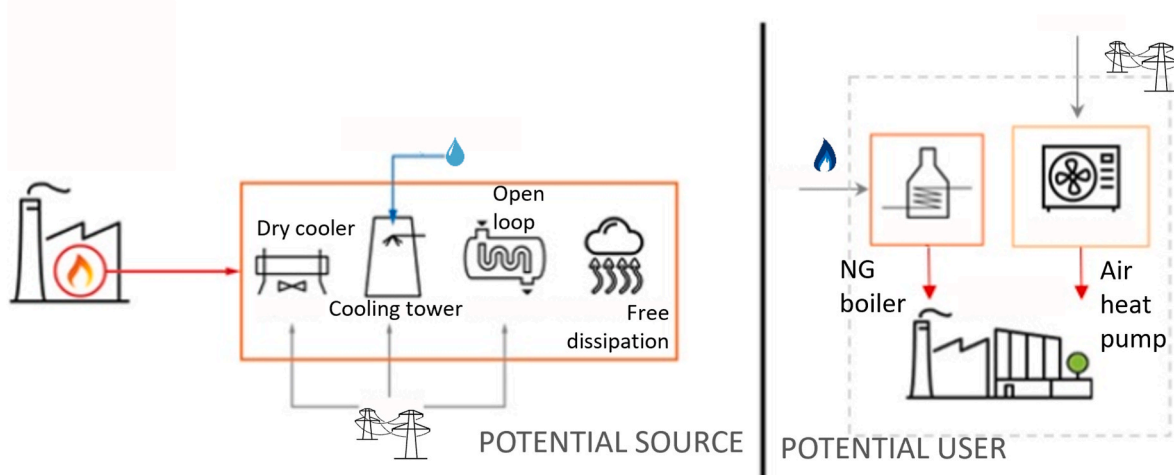 Dry cooler
Cooling tower
Open
loop
Free
dissipation
POTENTIAL SOURCE
NG
boiler
Air
heat
pump
POTENTIAL USER